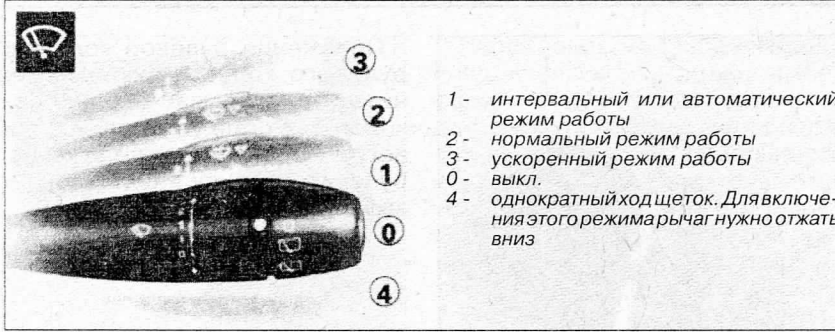 3
2
1
0
4
1 - интервальный или автоматический
режим работы
2 - нормальный режим работы
3 - ускоренный режим работы
0 - выкл.
4 - однократный ход щеток. Для включе-
ния этого режима рычаг нужно отжать
вниз